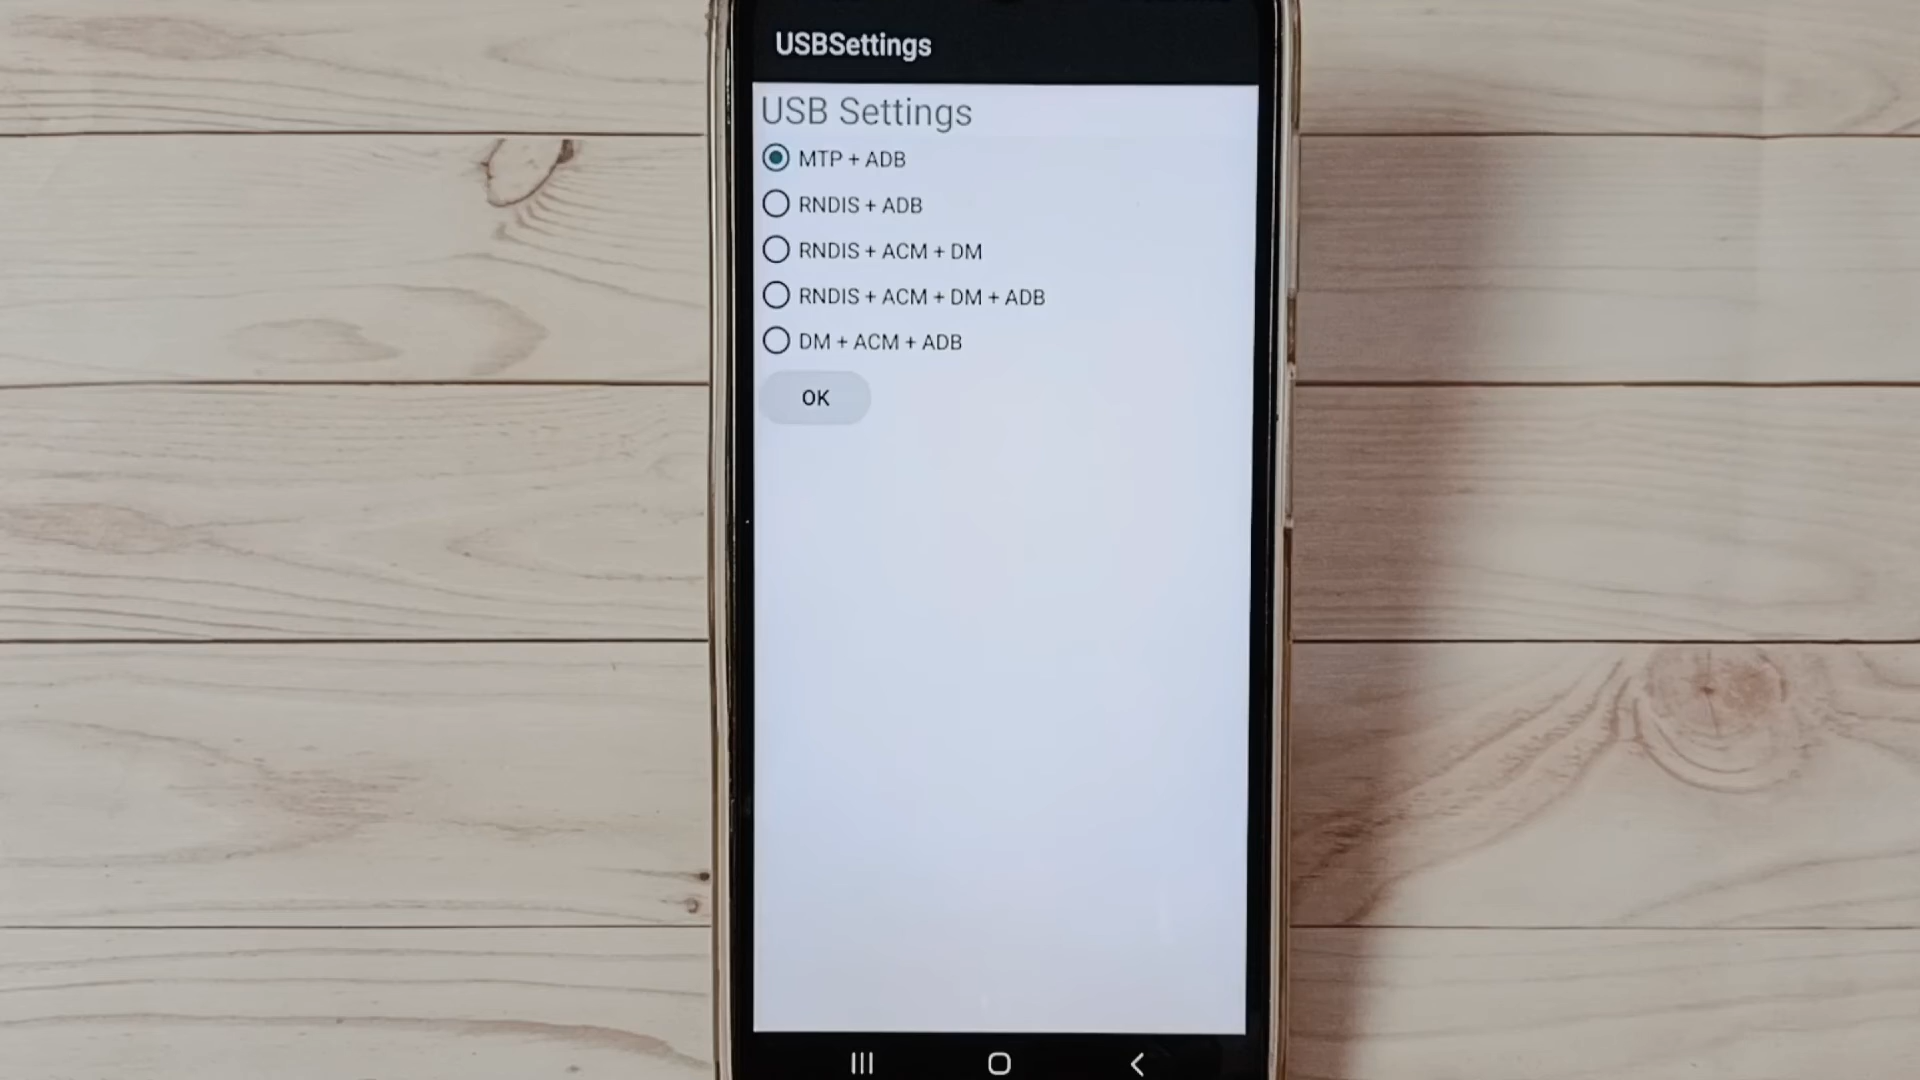 USBSettings
USB Settings
MTP + ADB
RNDIS + ADB
RNDIS + ACM + DM
RNDIS + ACM + DM + ADB
DM + ACM + ADB
OK